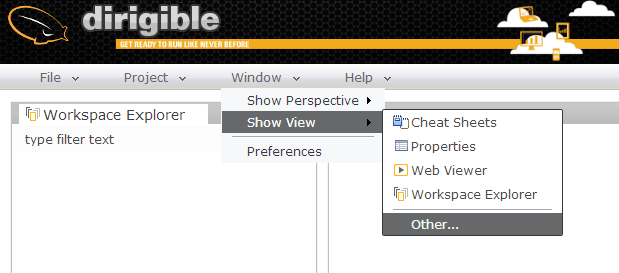 dirigible
GET READY TO RUN LIKE NEVER BEFORE
File Project Window Help
Workspace Explorer
type filter text
Show Perspective
Show View
Preferences
Cheat Sheets
Properties
Web Viewer
Workspace Explorer
Other...